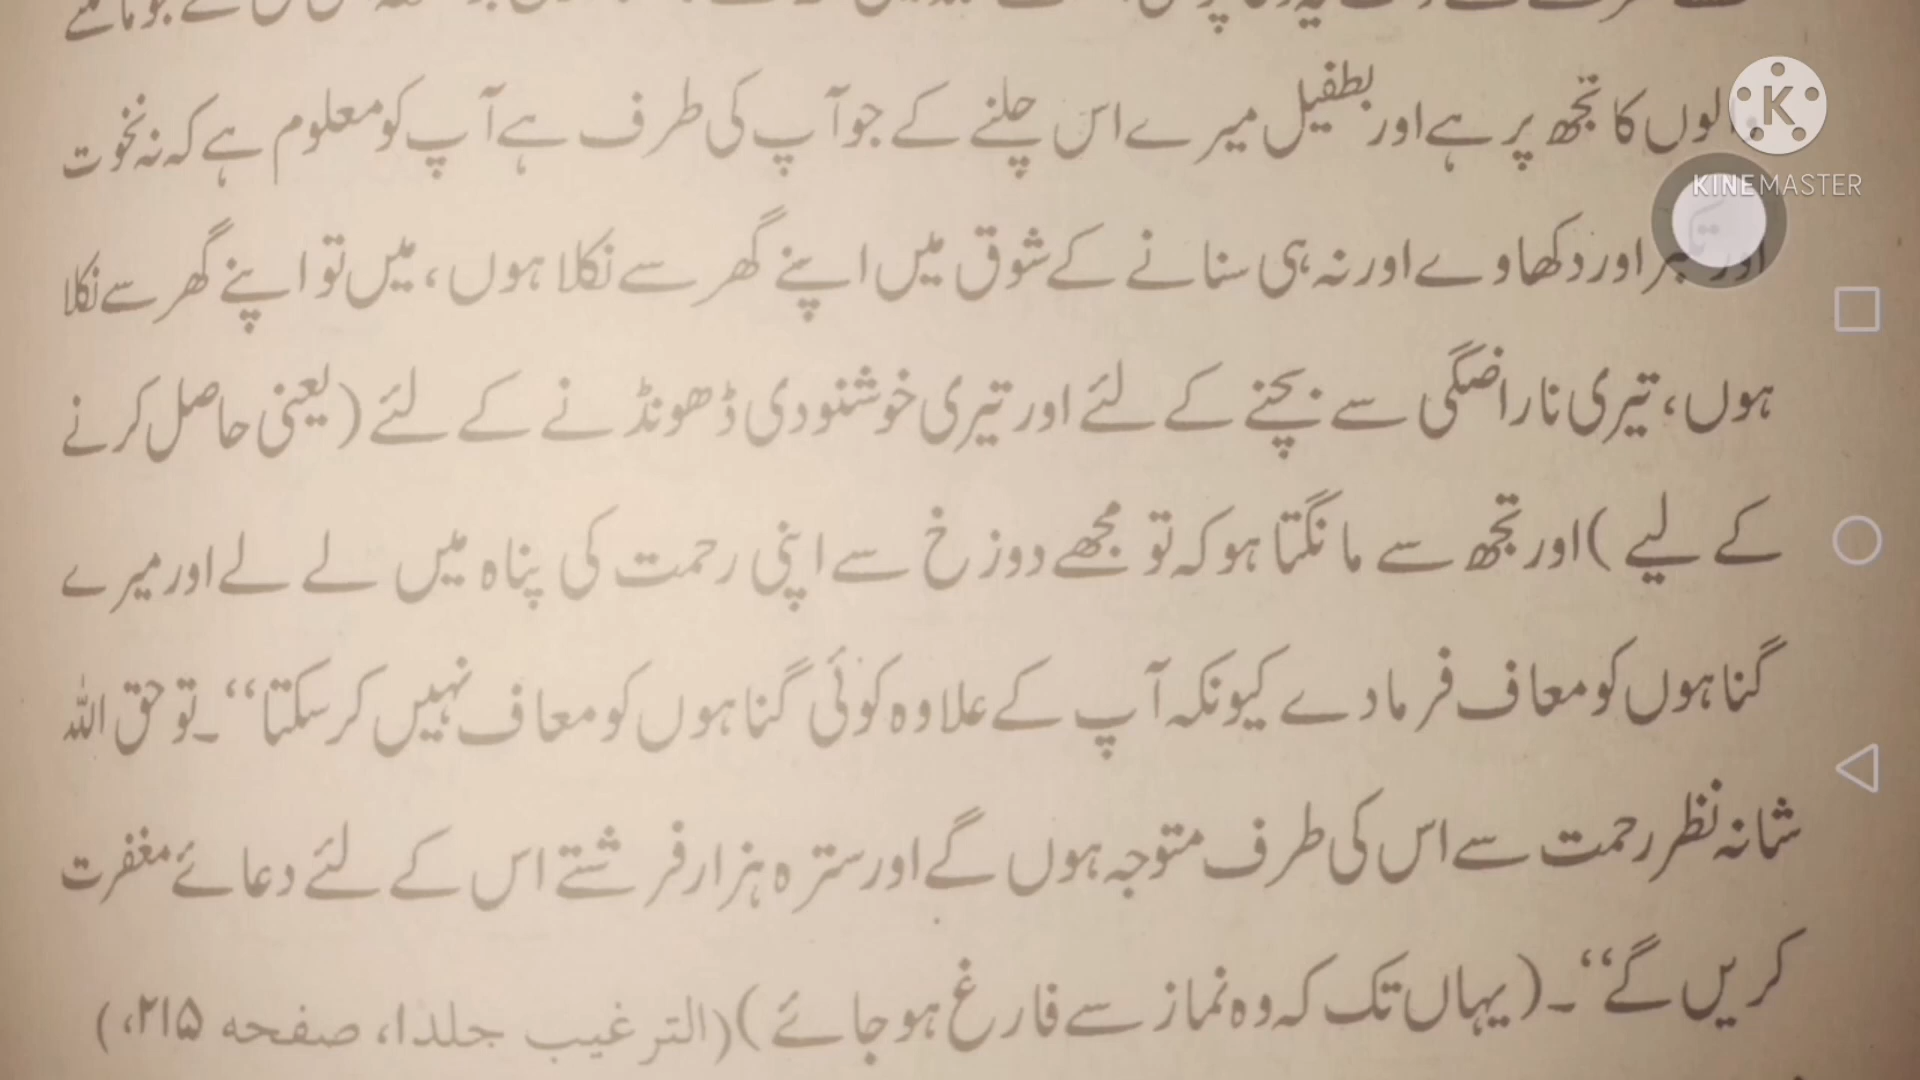 والوں کا تجھ پر ہے اور بطفیل میرے اس چلنے کے جو آپ کی طرف ہے آپ کو معلوم ہے کہ نہ نخوت
اور اور دکھاوے اور نہ ہی سنانے کے شوق میں اپنے گھر سے نکلا ہوں، میں تو اپنے گھر سے نکلا
ہوں، تیری ناراضگی سے بچنے کے لئے اور تیری خوشنودی ڈھونڈنے کے لئے (یعنی حاصل کرنے
کے لیے) اور تجھ سے مانگتا ہو کہ تو مجھے دوزخ سے اپنی رحمت کی پناہ میں لے لے اور میرے
گناہوں کو معاف فرما دے کیونکہ آپ کے علاوہ کوئی گناہوں کو معاف نہیں کر سکتا‘‘۔ تو حق اللہ
شانہ نظر رحمت سے اس کی طرف متوجہ ہوں گے اور ستر ہزار فرشتے اس کے لئے دعائے مغفرت
کریں گے‘‘۔ (یہاں تک کہ وہ نماز سے فارغ ہو جائے) (الترغیب جلد۱، صفحہ ۲۱۵،)
KINEMASTER